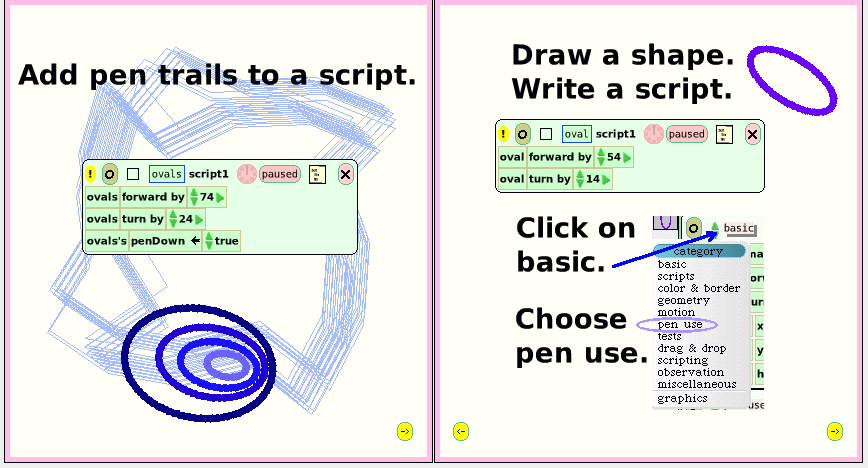 Add pen trails to a script.
! ovals script1 paused
ovals forward by 74
ovals turn by 24
ovals's penDown ← true
->
Draw a shape.
Write a script.
! oval script1 paused
oval forward by 54
oval turn by 14
Click on
basic.
basic
category
basic
scripts
color & border
geometry
motion
pen use
tests
drag & drop
scripting
observation
miscellaneous
graphics
Choose
pen use.
<-
->